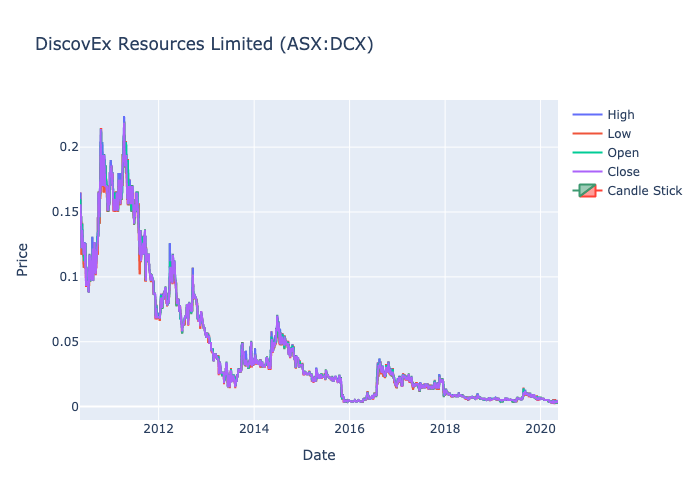 DiscovEx Resources Limited (ASX:DCX)
High
Low
Open
Close
Candle Stick
Price
0.2
0.15
0.1
0.05
0
2012
2014
2016
2018
2020
Date